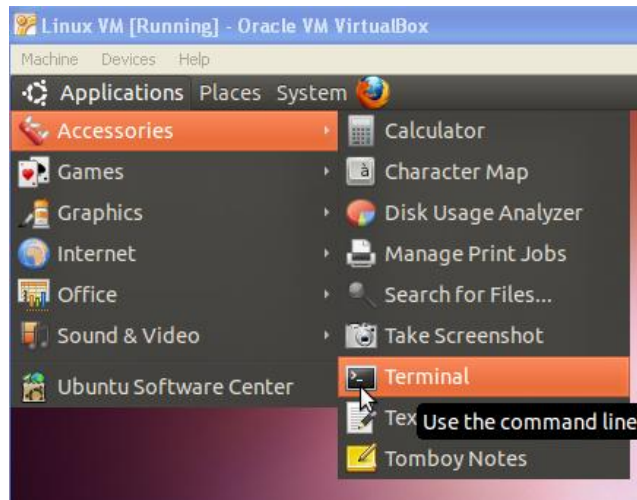 Linux VM [Running] - Oracle VM VirtualBox
Machine Devices Help
Applications Places System
Accessories
Games
Graphics
Internet
Office
Sound & Video
Ubuntu Software Center
Calculator
Character Map
Disk Usage Analyzer
Manage Print Jobs
Search for Files...
Take Screenshot
Terminal
Tex
Use the command line
Tomboy Notes